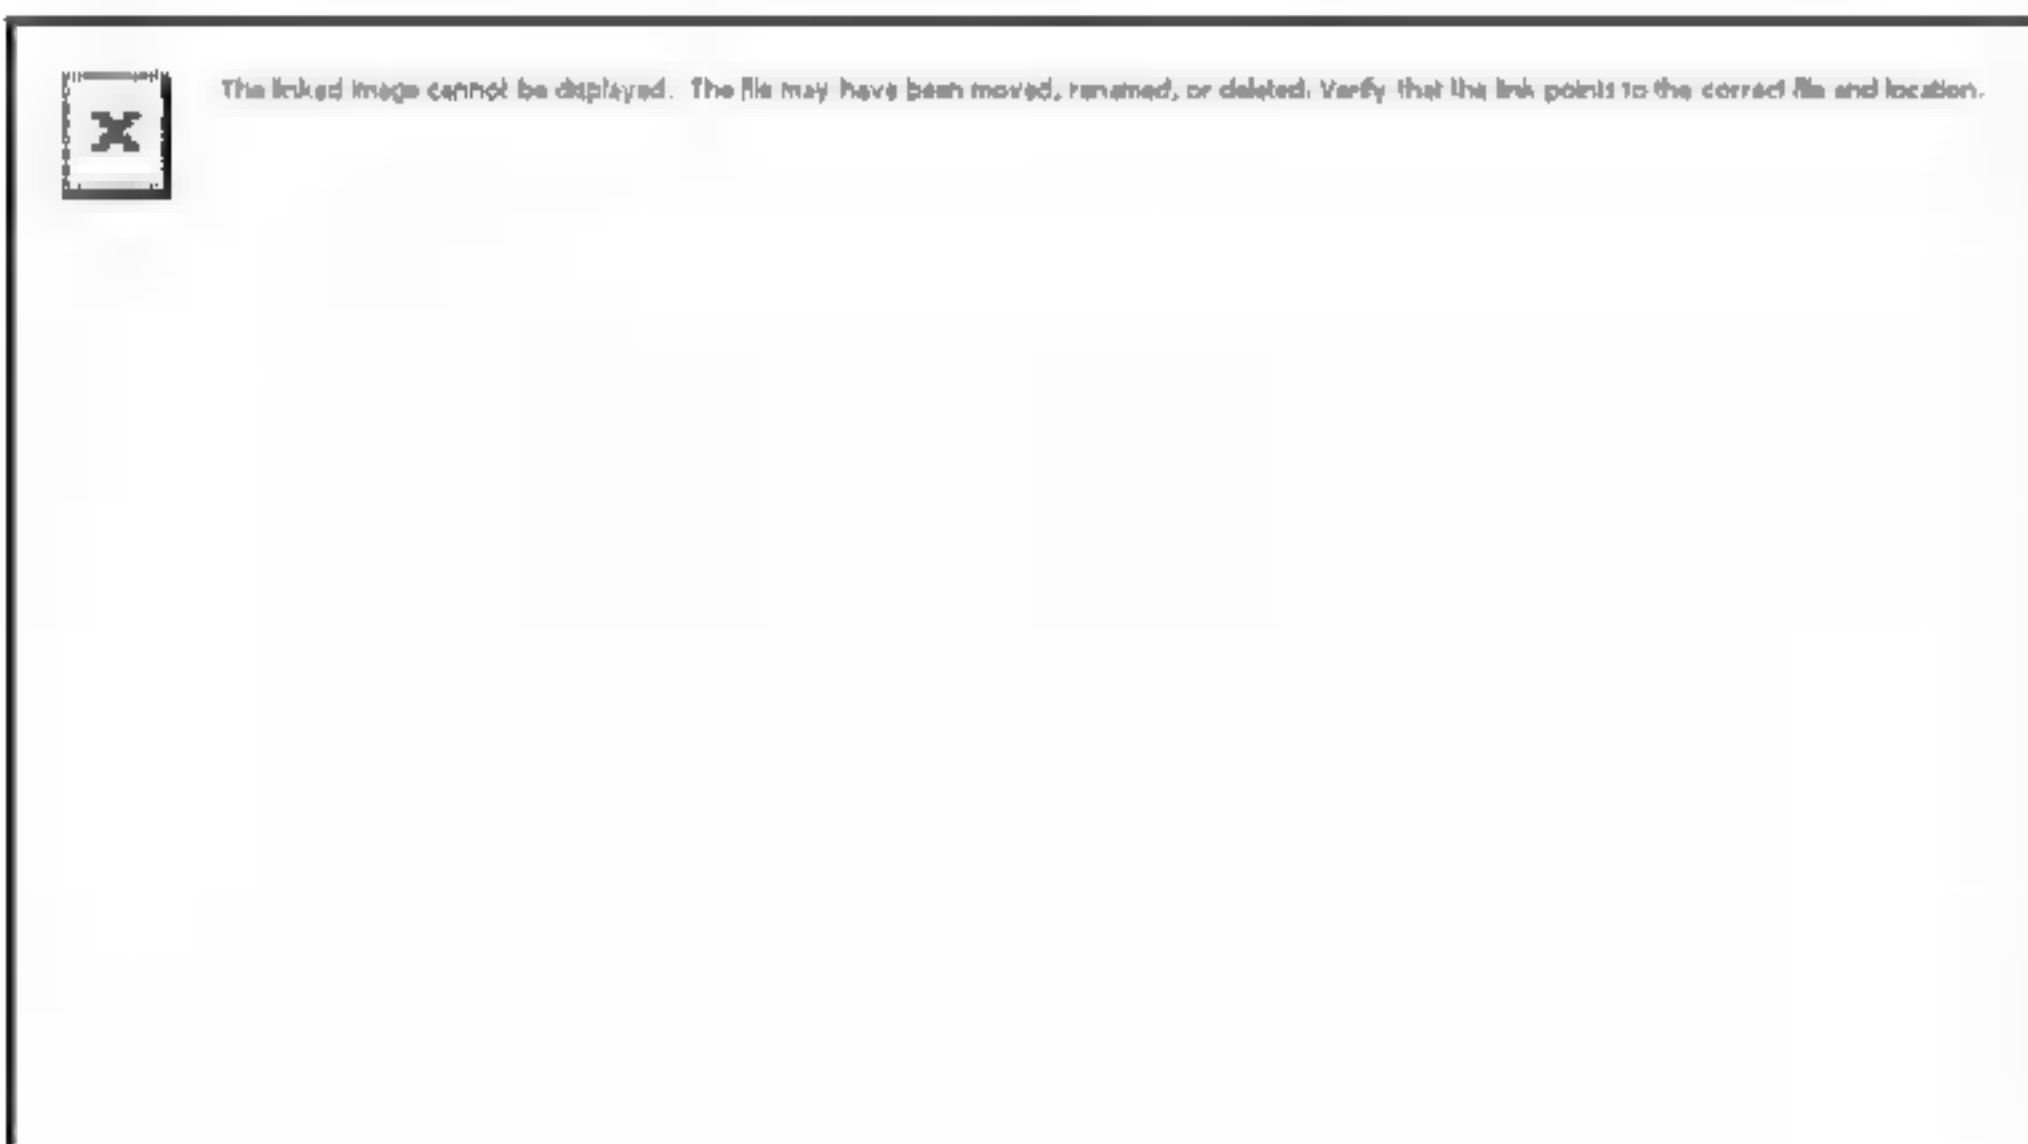 The linked image cannot be displayed. The file may have been moved, renamed, or deleted. Verify that the link points to the correct file and location.